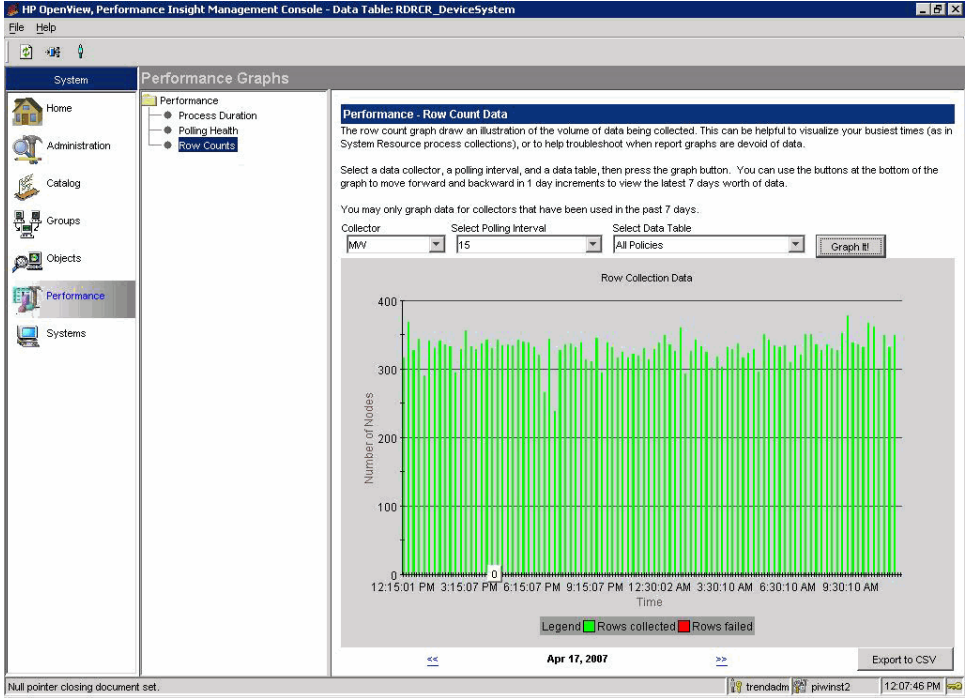 HP OpenView, Performance Insight Management Console - Data Table: RDRCR_DeviceSystem
File Help
System
Performance Graphs
Home
Administration
Catalog
Groups
Objects
Performance
Systems
Performance
Process Duration
Polling Health
Row Counts
Performance - Row Count Data
The row count graph draw an illustration of the volume of data being collected. This can be helpful to visualize your busiest times (as in
System Resource process collections), or to help troubleshoot when report graphs are devoid of data.
Select a data collector, a polling interval, and a data table, then press the graph button. You can use the buttons at the bottom of the
graph to move forward and backward in 1 day increments to view the latest 7 days worth of data.
You may only graph data for collectors that have been used in the past 7 days.
Collector Select Polling Interval Select Data Table
MW 15 All Policies Graph It!
Row Collection Data
400
300
200
100
0
Number of Nodes
0
12:15:01 PM 3:15:07 PM 6:15:07 PM 9:15:07 PM 12:30:02 AM 3:30:10 AM 6:30:10 AM 9:30:10 AM
Time
Legend Rows collected Rows failed
<< Apr 17, 2007 >> Export to CSV
Null pointer closing document set. trendadm piwinst2 12:07:46 PM